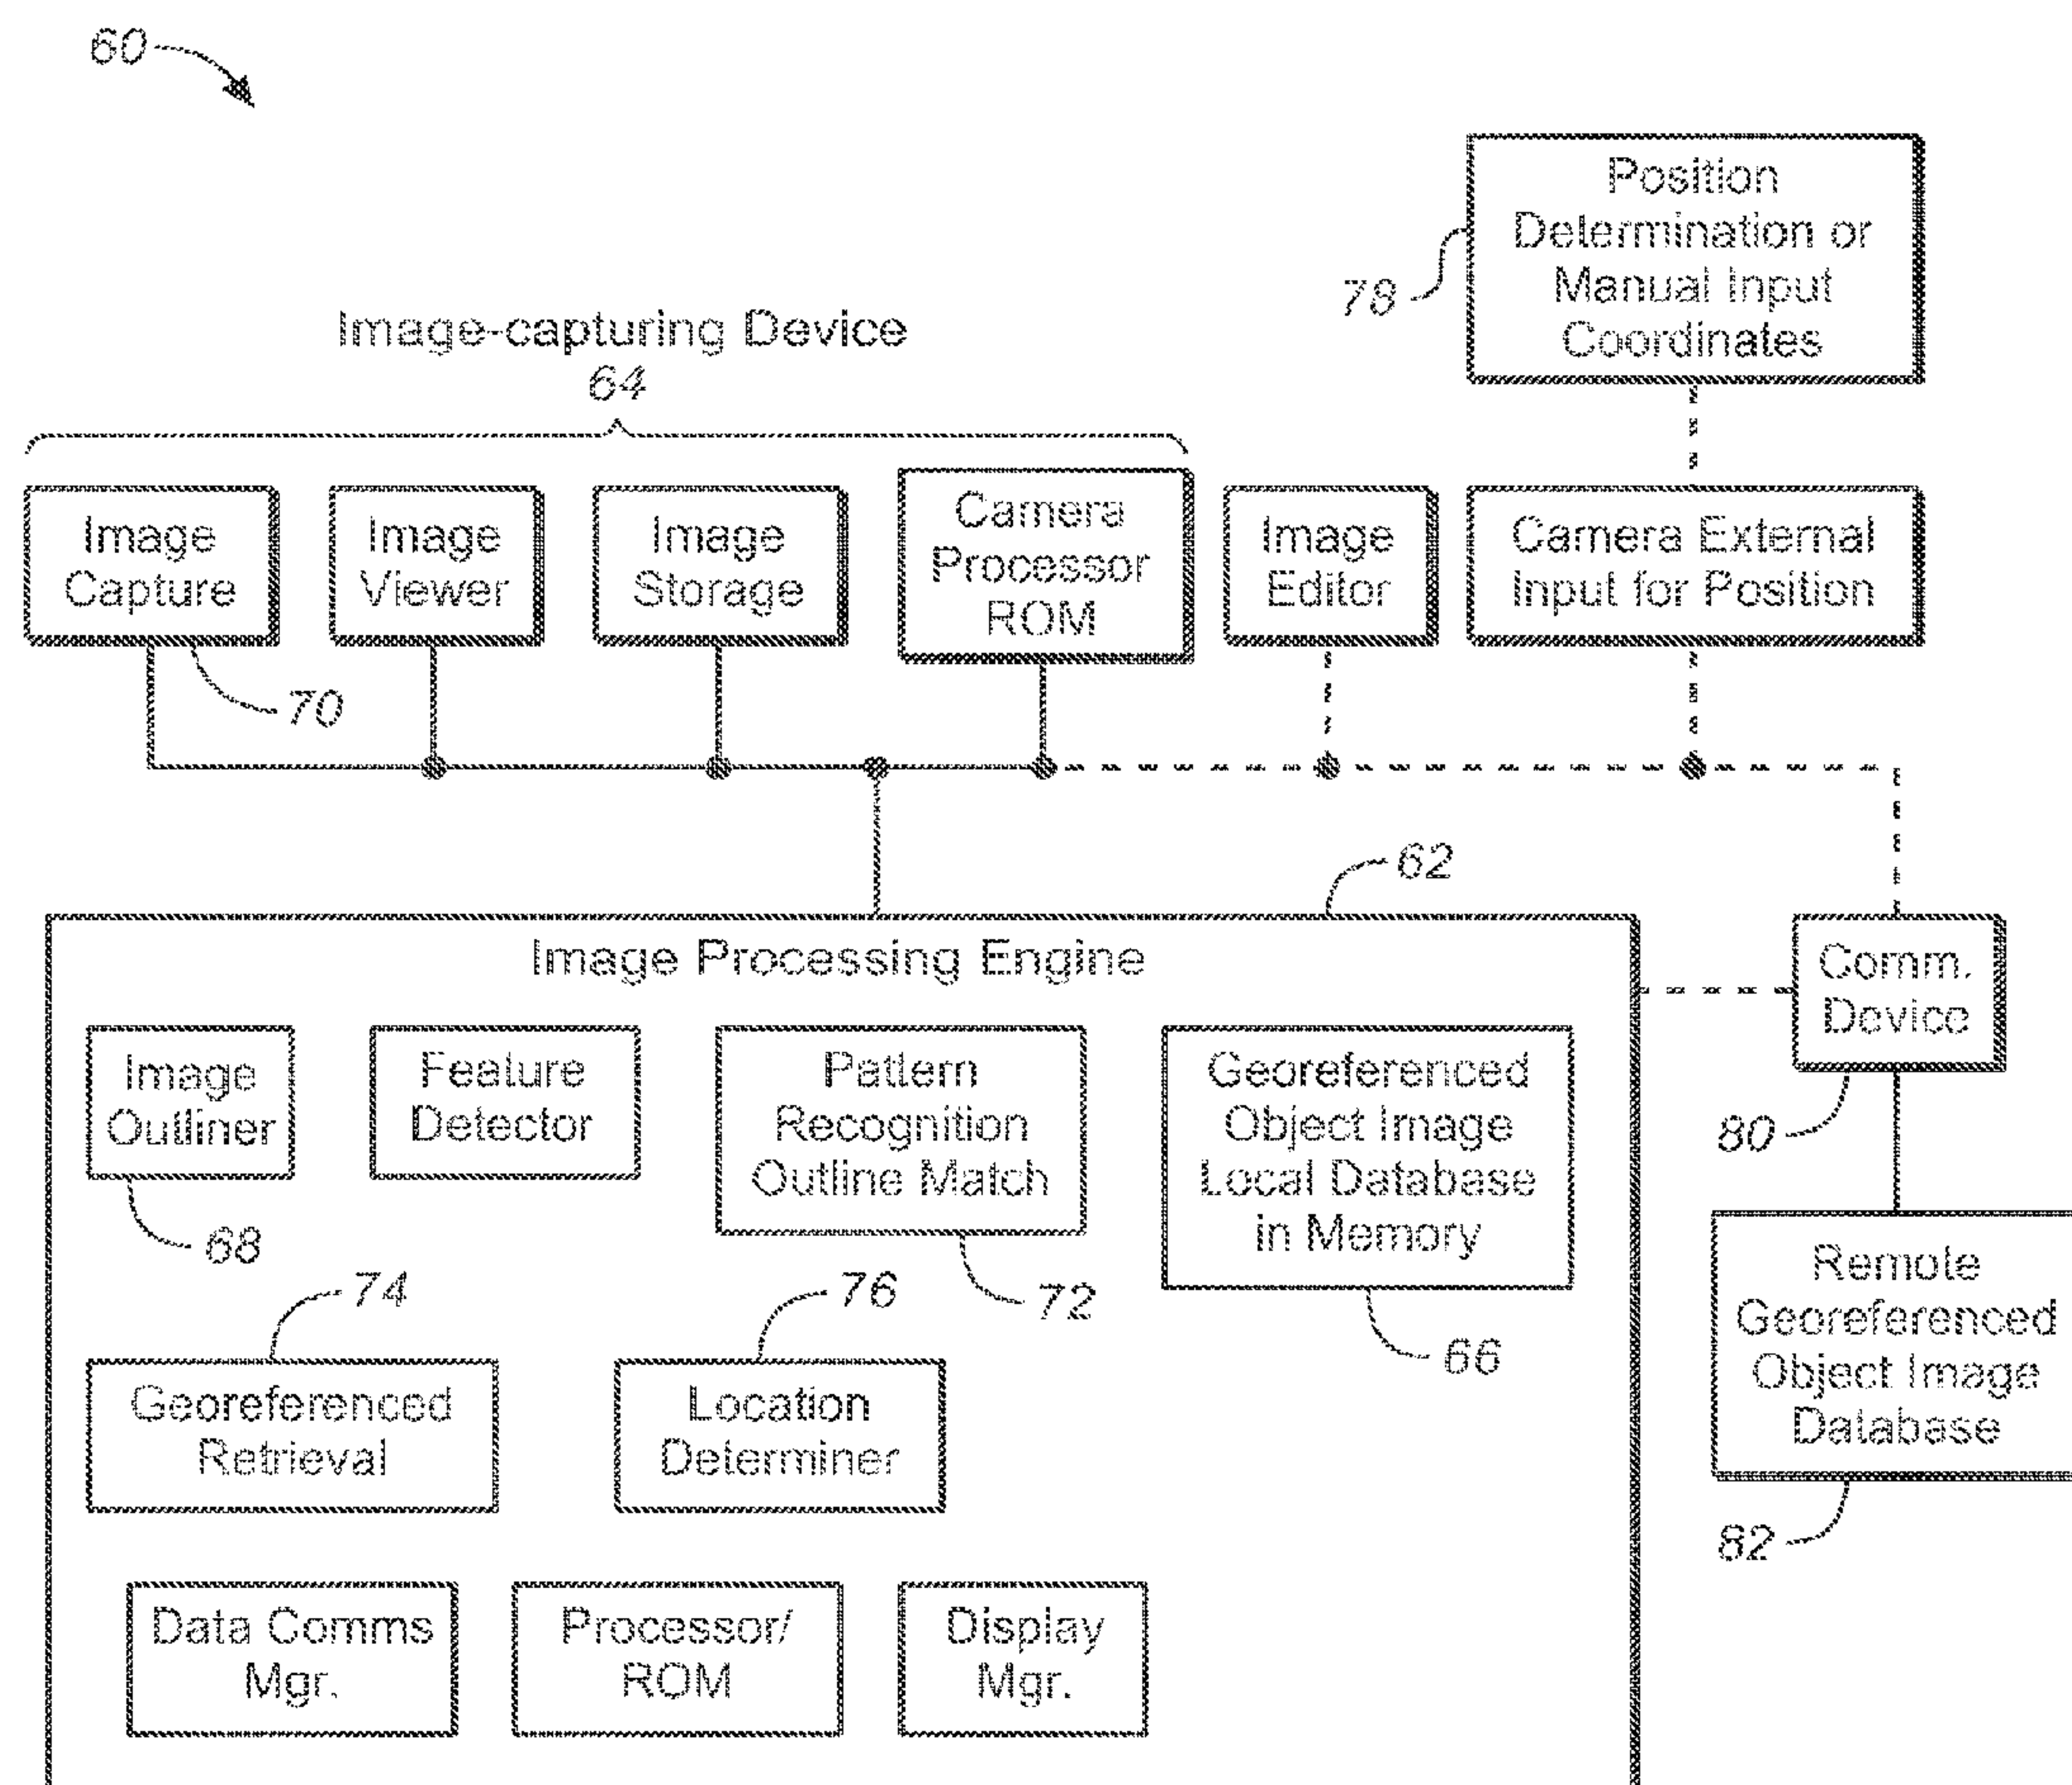 60
Position
Determination or
Manual Input
Coordinates
78
Image-capturing Device
64
Image
Capture
Image
Viewer
Image
Storage
Camera
Processor
ROM
Image
Editor
Camera External
Input for Position
70
62
Image Processing Engine
Comm.
Device
80
Image
Outliner
68
Feature
Detector
Pattern
Recognition
Outline Match
72
Georeferenced
Object Image
Local Database
in Memory
66
Remote
Georeferenced
Object Image
Database
82
74
Georeferenced
Retrieval
76
Location
Determiner
Data Comms
Mgr.
Processor/
ROM
Display
Mgr.